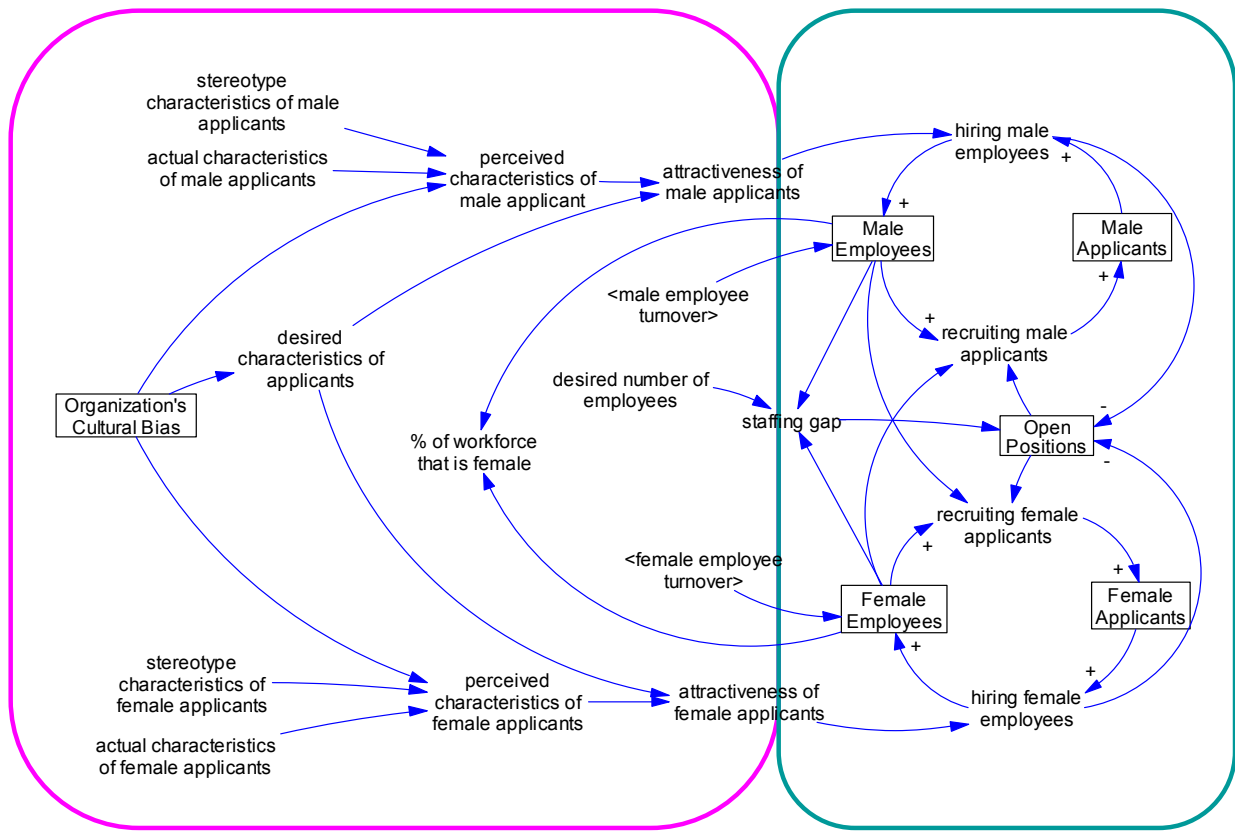 stereotype
characteristics of male
applicants
actual characteristics
of male applicants
perceived
characteristics of
male applicant
attractiveness of
male applicants
hiring male
employees
+
+
Male
Employees
Male
Applicants
<male employee
turnover>
+
+
recruiting male
applicants
desired
characteristics of
applicants
desired number of
employees
Organization's
Cultural Bias
staffing gap
-
Open
Positions
-
% of workforce
that is female
recruiting female
applicants
+
+
<female employee
turnover>
Female
Employees
Female
Applicants
+
+
stereotype
characteristics of
female applicants
perceived
characteristics of
female applicants
attractiveness of
female applicants
hiring female
employees
actual characteristics
of female applicants